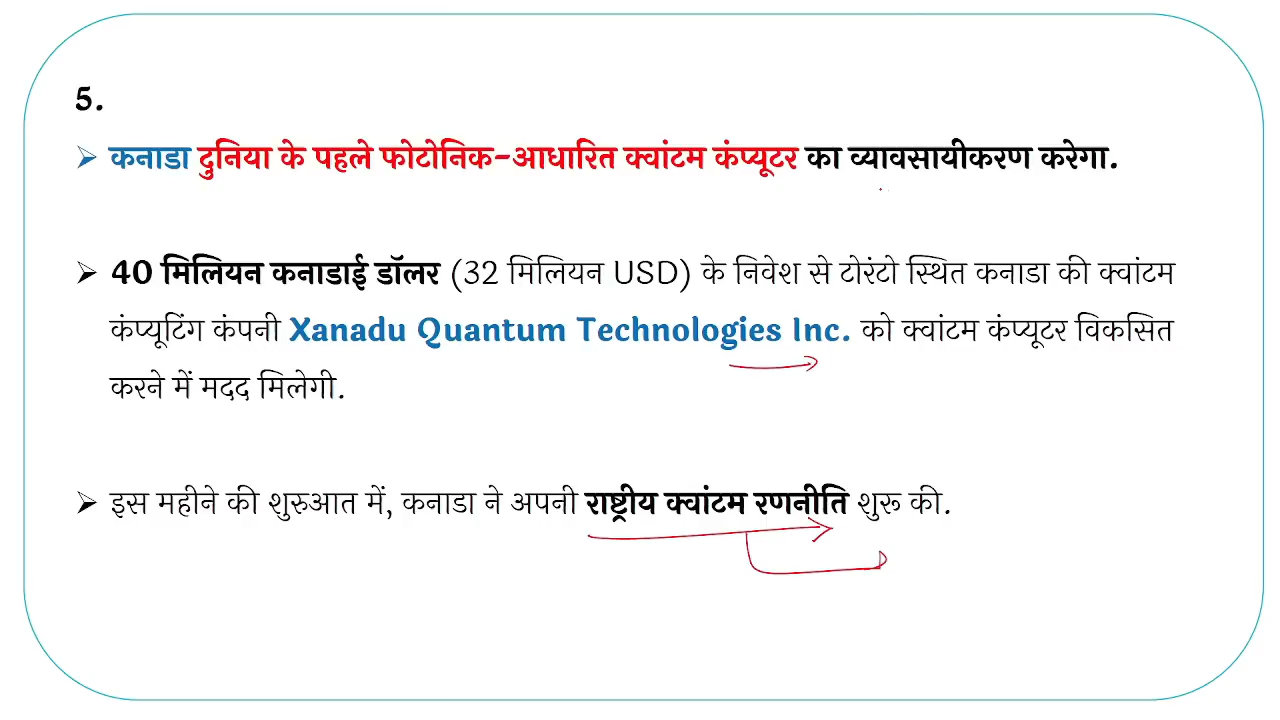 5.
➢ कनाडा दुनिया के पहले फोटोनिक-आधारित क्वांटम कंप्यूटर का व्यावसायीकरण करेगा.
➢ 40 मिलियन कनाडाई डॉलर (32 मिलियन USD) के निवेश से टोरंटो स्थित कनाडा की क्वांटम
कंप्यूटिंग कंपनी Xanadu Quantum Technologies Inc. को क्वांटम कंप्यूटर विकसित
करने में मदद मिलेगी.
➢ इस महीने की शुरुआत में, कनाडा ने अपनी राष्ट्रीय क्वांटम रणनीति शुरू की.